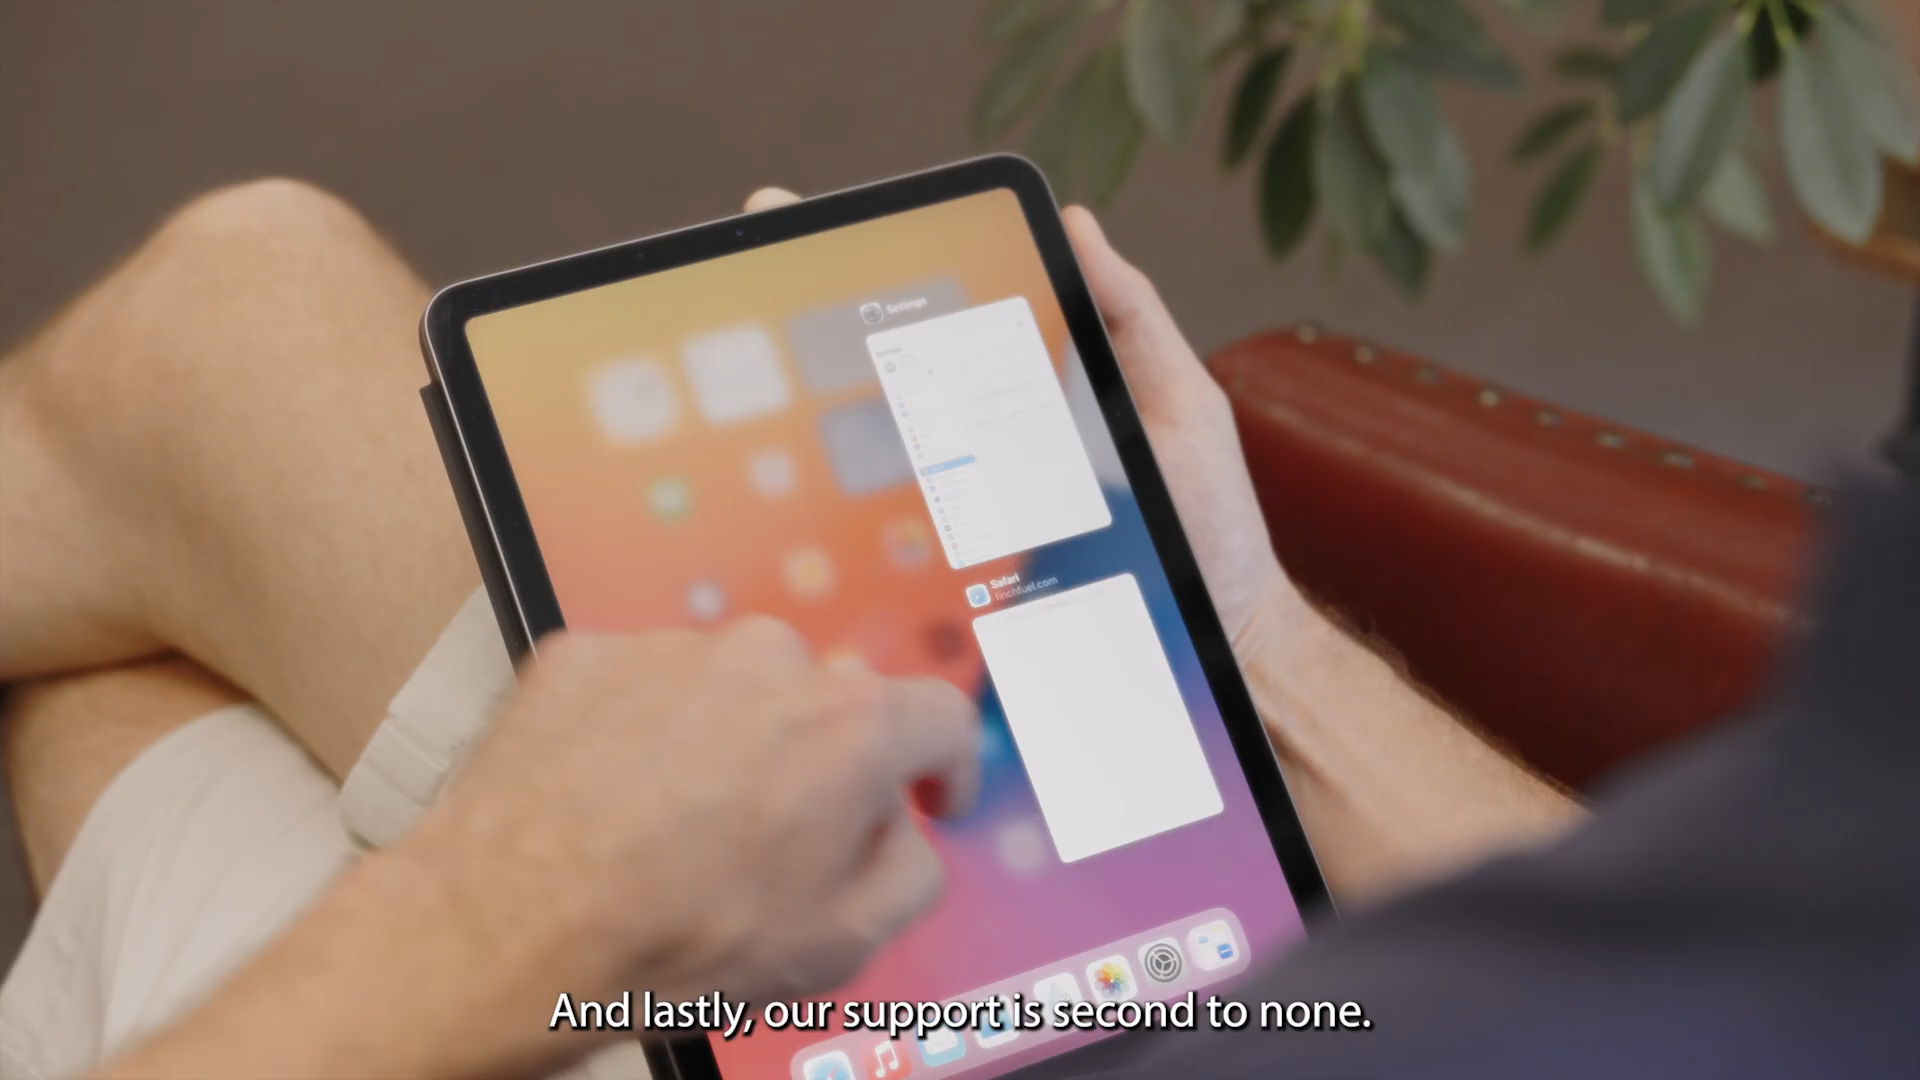 Settings
Safari
finchfuel.com
And lastly, our support is second to none.